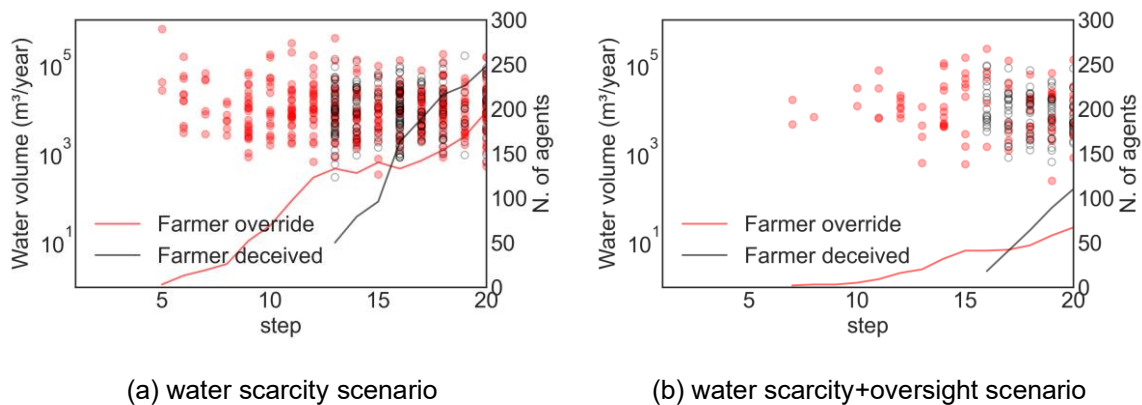 Water volume (m³/year)
10⁵
10³
10¹
300
250
200
150
100
50
0
N. of agents
Farmer override
Farmer deceived
5
10
15
20
step
(a) water scarcity scenario
Water volume (m³/year)
10⁵
10³
10¹
300
250
200
150
100
50
0
N. of agents
Farmer override
Farmer deceived
5
10
15
20
step
(b) water scarcity+oversight scenario